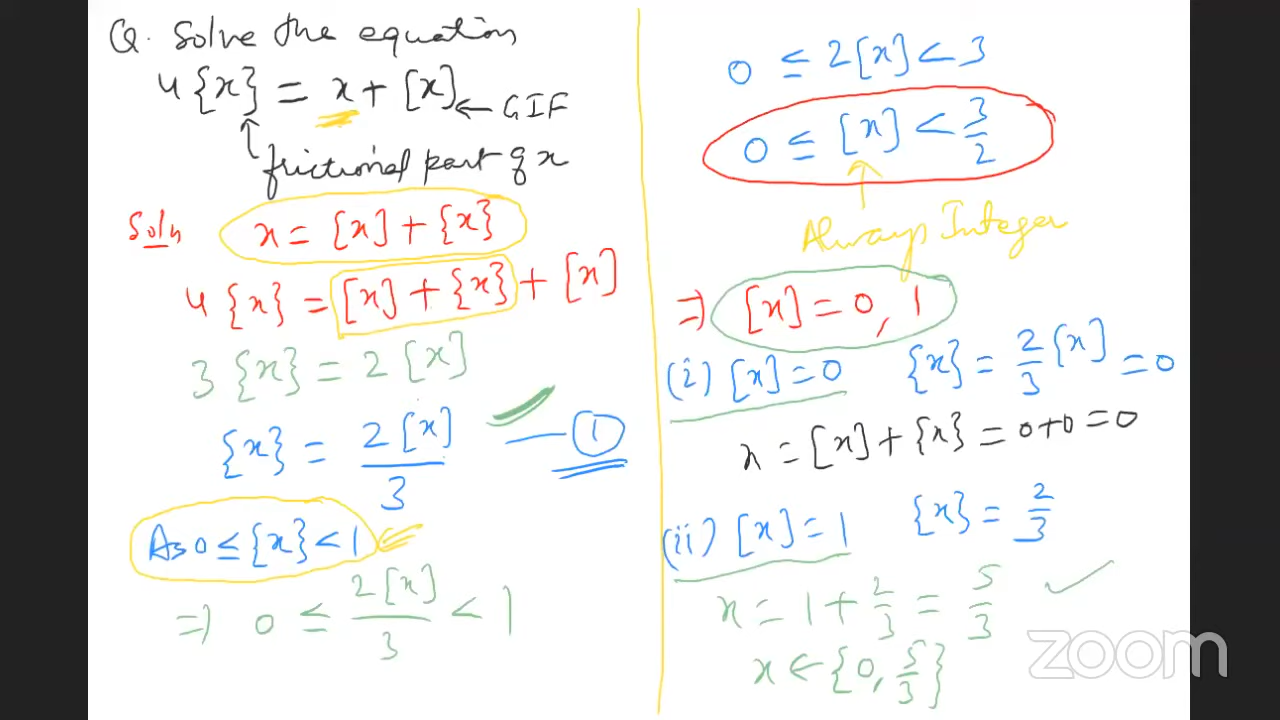 Q. Solve the equation
4 {x} = x + [x] ← GIF
frictional part of x
Soln x = [x] + {x}
4 {x} = [x] + {x} + [x]
3 {x} = 2 [x]
{x} = 2[x]/3 — ①
As 0 ≤ {x} < 1
⇒ 0 ≤ 2[x]/3 < 1
0 ≤ 2[x] < 3
0 ≤ [x] < 3/2
Always Integer
⇒ [x] = 0, 1
(i) [x] = 0 {x} = 2/3 [x] = 0
x = [x] + {x} = 0+0 = 0
(ii) [x] = 1 {x} = 2/3
x = 1 + 2/3 = 5/3
x ∈ {0, 5/3}
zoom